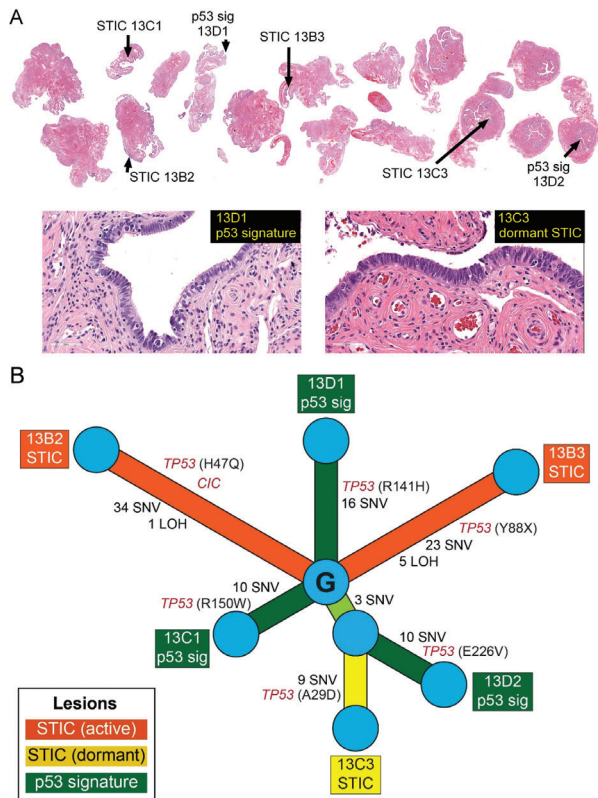 A
STIC 13C1
p53 sig
13D1
STIC 13B3
STIC 13B2
STIC 13C3
p53 sig
13D2
13D1
p53 signature
13C3
dormant STIC
B
13D1
p53 sig
13B2
STIC
13B3
STIC
TP53 (H47Q)
CIC
34 SNV
1 LOH
TP53 (R141H)
16 SNV
TP53 (Y88X)
23 SNV
5 LOH
G
10 SNV
TP53 (R150W)
3 SNV
13C1
p53 sig
10 SNV
TP53 (E226V)
9 SNV
TP53 (A29D)
13D2
p53 sig
13C3
STIC
Lesions
STIC (active)
STIC (dormant)
p53 signature